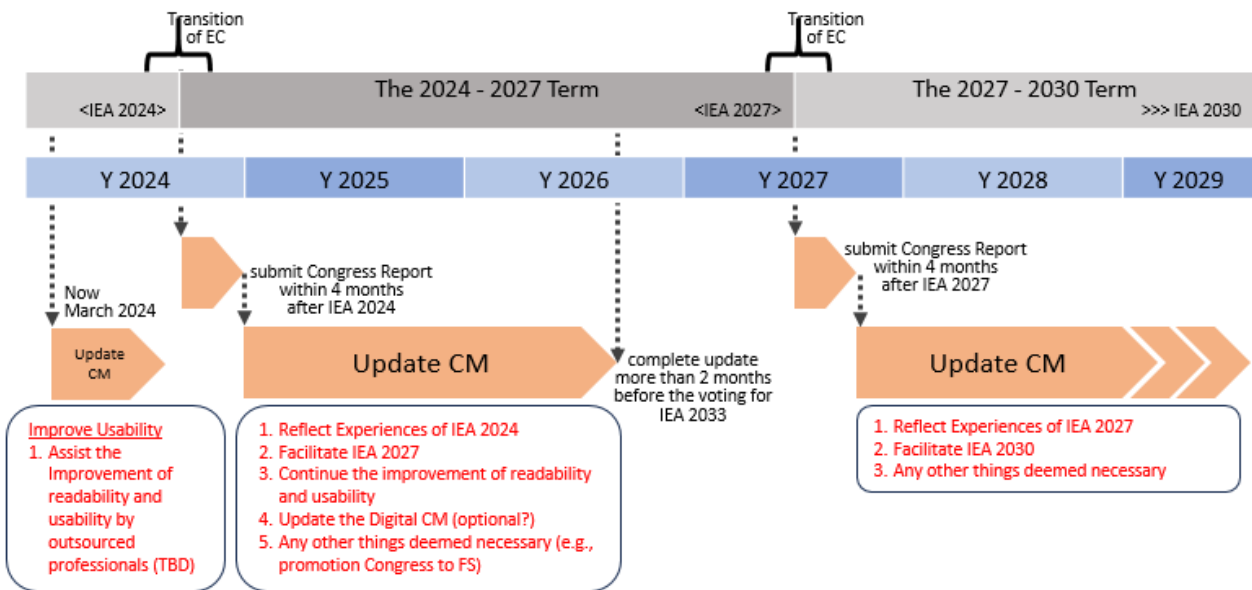 Transition
of EC
Transition
of EC
The 2024 - 2027 Term
The 2027 - 2030 Term
<IEA 2024>
<IEA 2027>
>>> IEA 2030
Y 2024
Y 2025
Y 2026
Y 2027
Y 2028
Y 2029
submit Congress Report
within 4 months
after IEA 2024
submit Congress Report
within 4 months
after IEA 2027
Now
March 2024
Update
CM
Update CM
complete update
more than 2 months
before the voting for
IEA 2033
Update CM
Improve Usability
1. Assist the
Improvement of
readability and
usability by
outsourced
professionals (TBD)
1. Reflect Experiences of IEA 2024
2. Facilitate IEA 2027
3. Continue the improvement of readability
and usability
4. Update the Digital CM (optional?)
5. Any other things deemed necessary (e.g.,
promotion Congress to FS)
1. Reflect Experiences of IEA 2027
2. Facilitate IEA 2030
3. Any other things deemed necessary